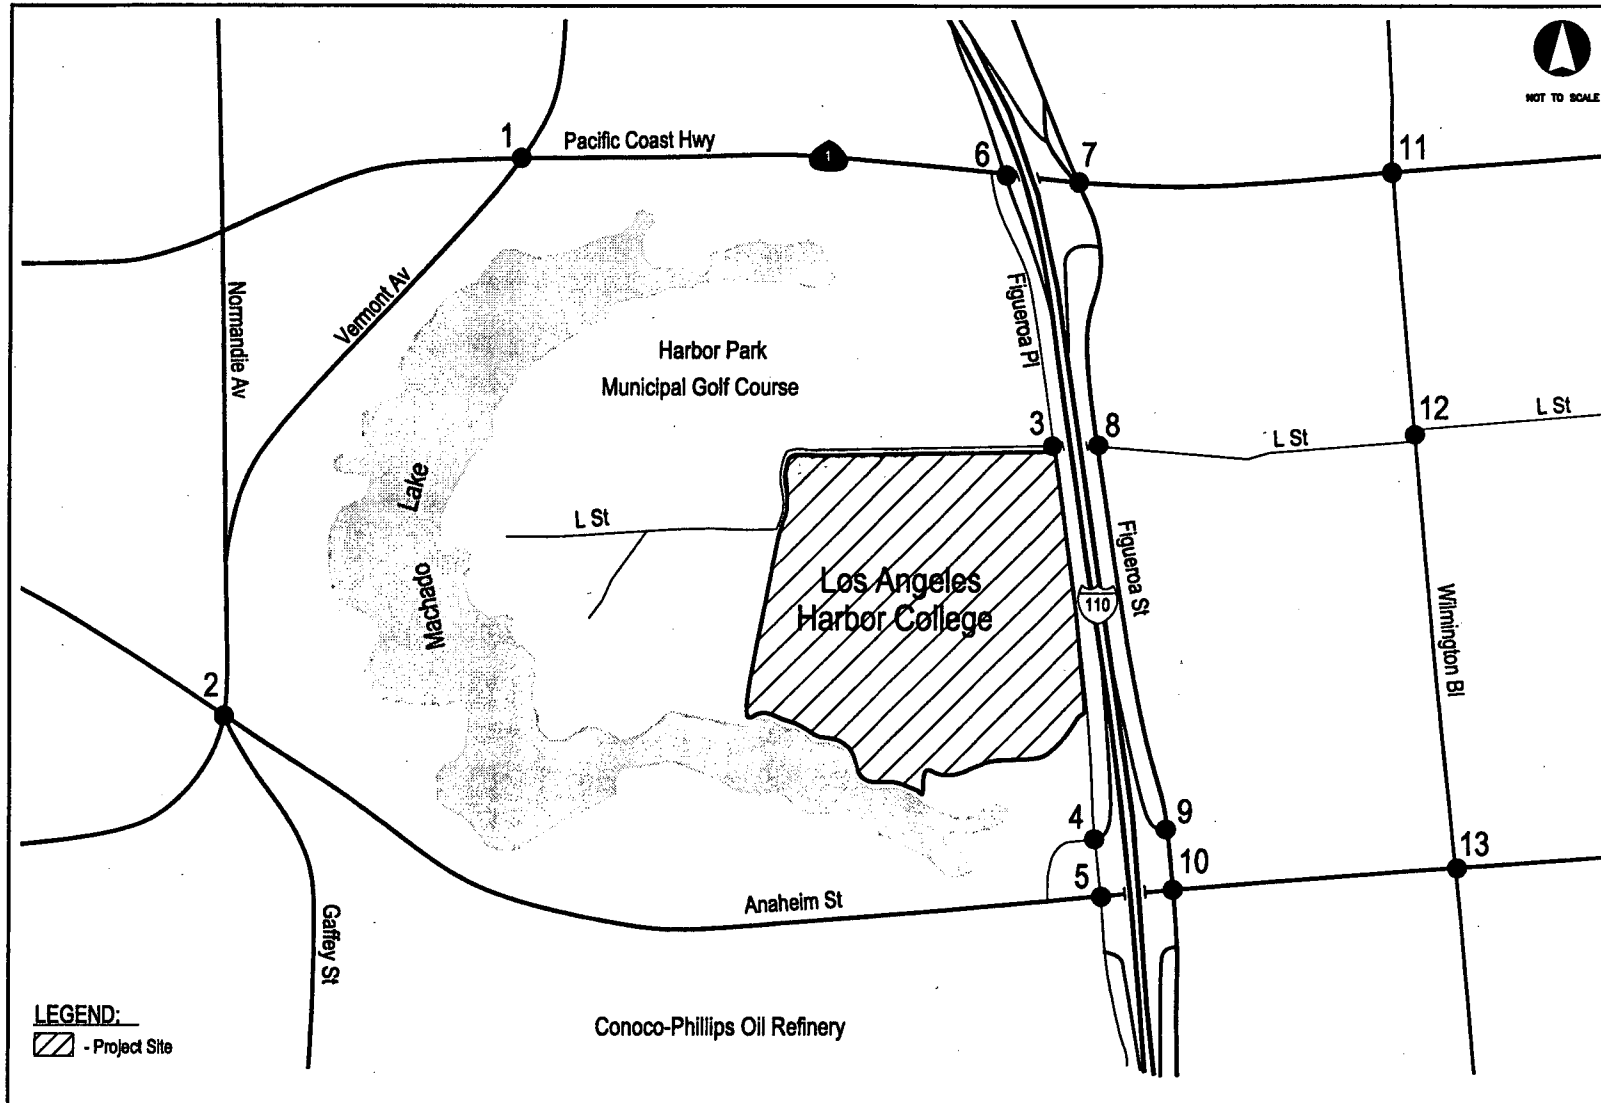 NOT TO SCALE
1
Pacific Coast Hwy
1
6
7
11
Normandie Av
Vermont Av
Figueroa Pl
Harbor Park
Municipal Golf Course
3
8
12
L St
L St
Lake
Machado
L St
Figueroa St
Los Angeles
Harbor College
110
Wilmington Bl
2
4
9
5
10
13
Anaheim St
Gaffey St
LEGEND:
- Project Site
Conoco-Phillips Oil Refinery